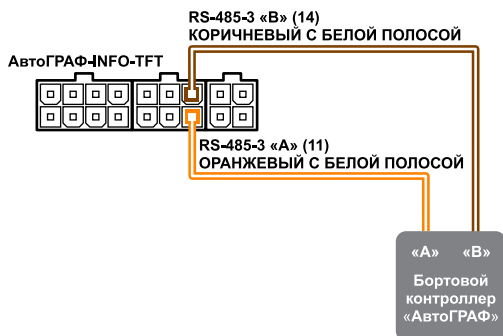 RS-485-3 «B» (14)
КОРИЧНЕВЫЙ С БЕЛОЙ ПОЛОСОЙ
АвтоГРАФ-INFO-TFT
RS-485-3 «A» (11)
ОРАНЖЕВЫЙ С БЕЛОЙ ПОЛОСОЙ
«A» «B»
Бортовой
контроллер
«АвтоГРАФ»